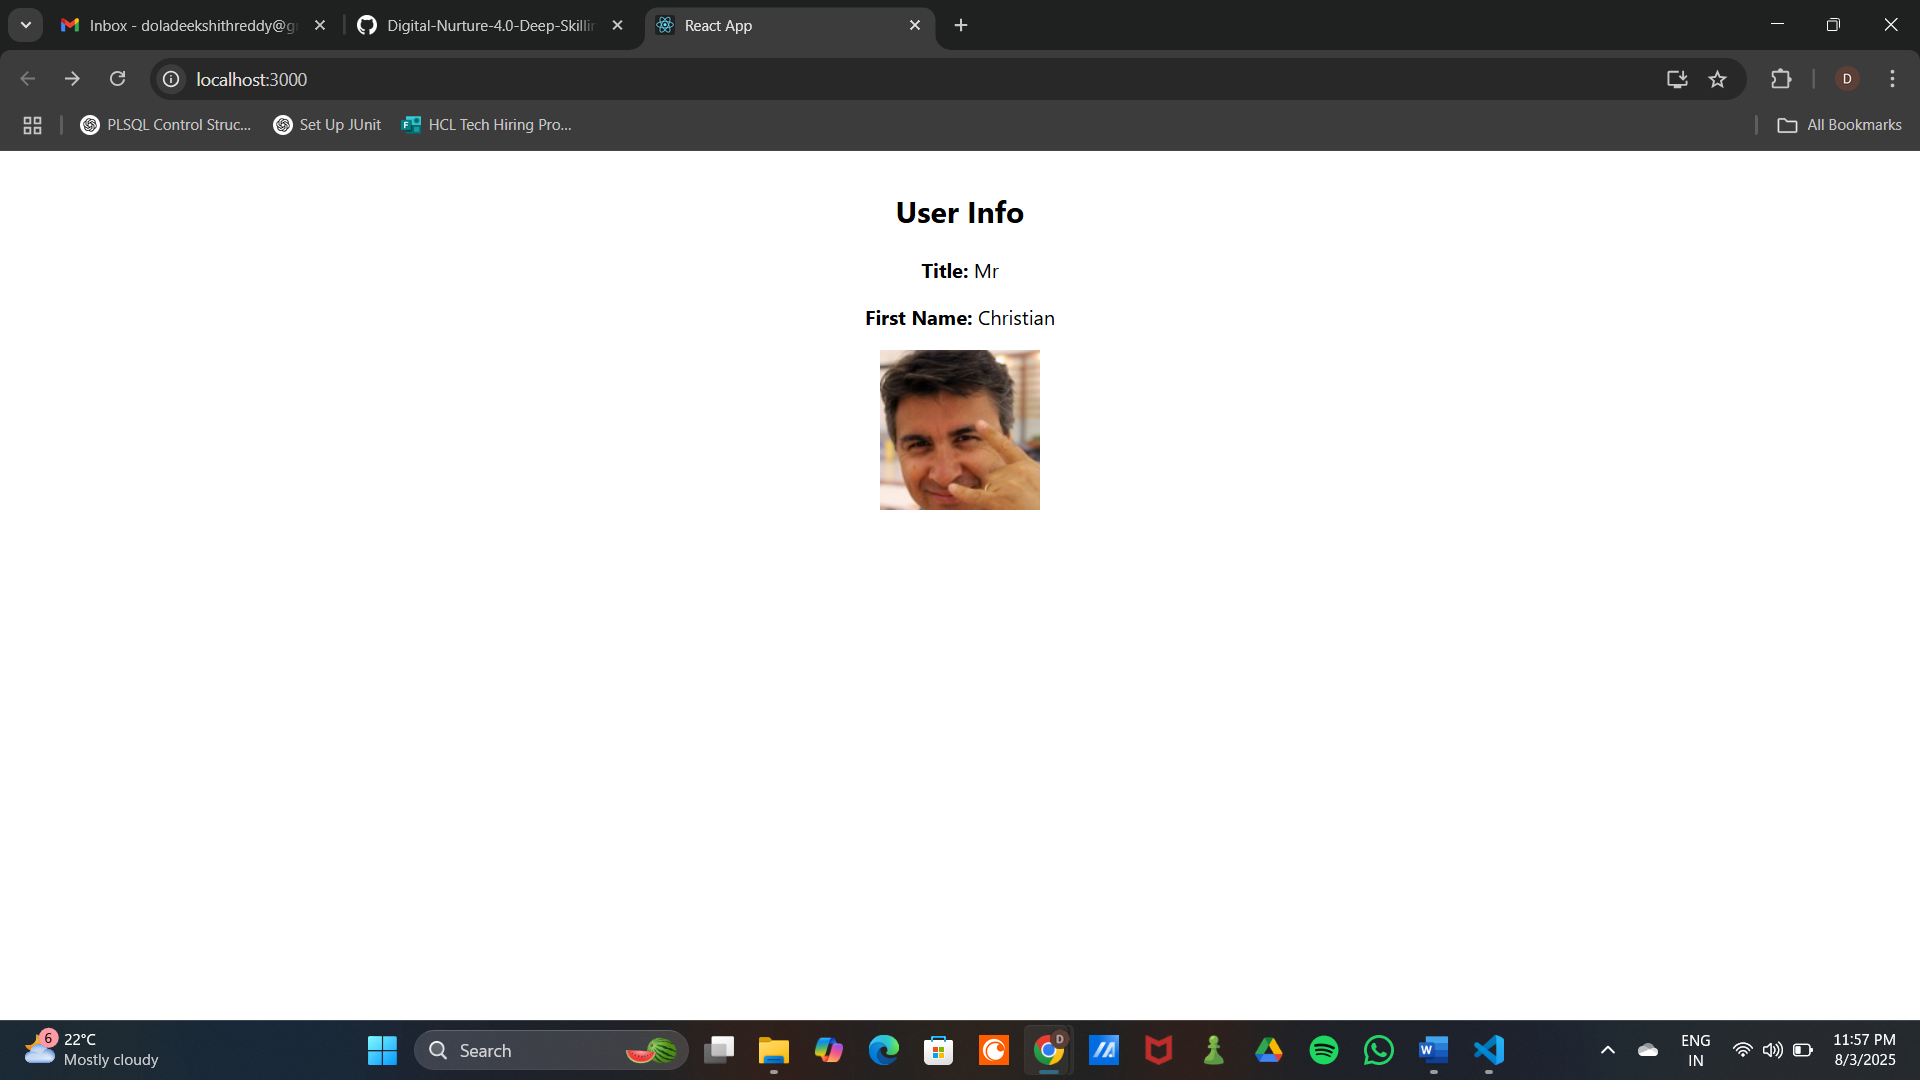 Inbox - doladeekshithreddy@g
Digital-Nurture-4.0-Deep-Skillin
React App
localhost:3000
D
PLSQL Control Struc...
Set Up JUnit
HCL Tech Hiring Pro...
All Bookmarks
User Info
Title: Mr
First Name: Christian
6
22°C
Mostly cloudy
Search
D
ENG
IN
11:57 PM
8/3/2025